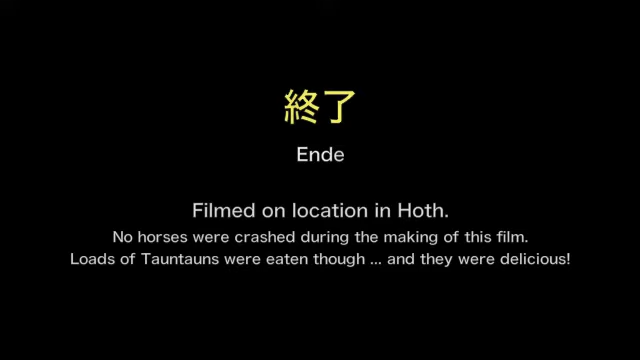 終了
Ende
Filmed on location in Hoth.
No horses were crashed during the making of this film.
Loads of Tauntauns were eaten though ... and they were delicious!